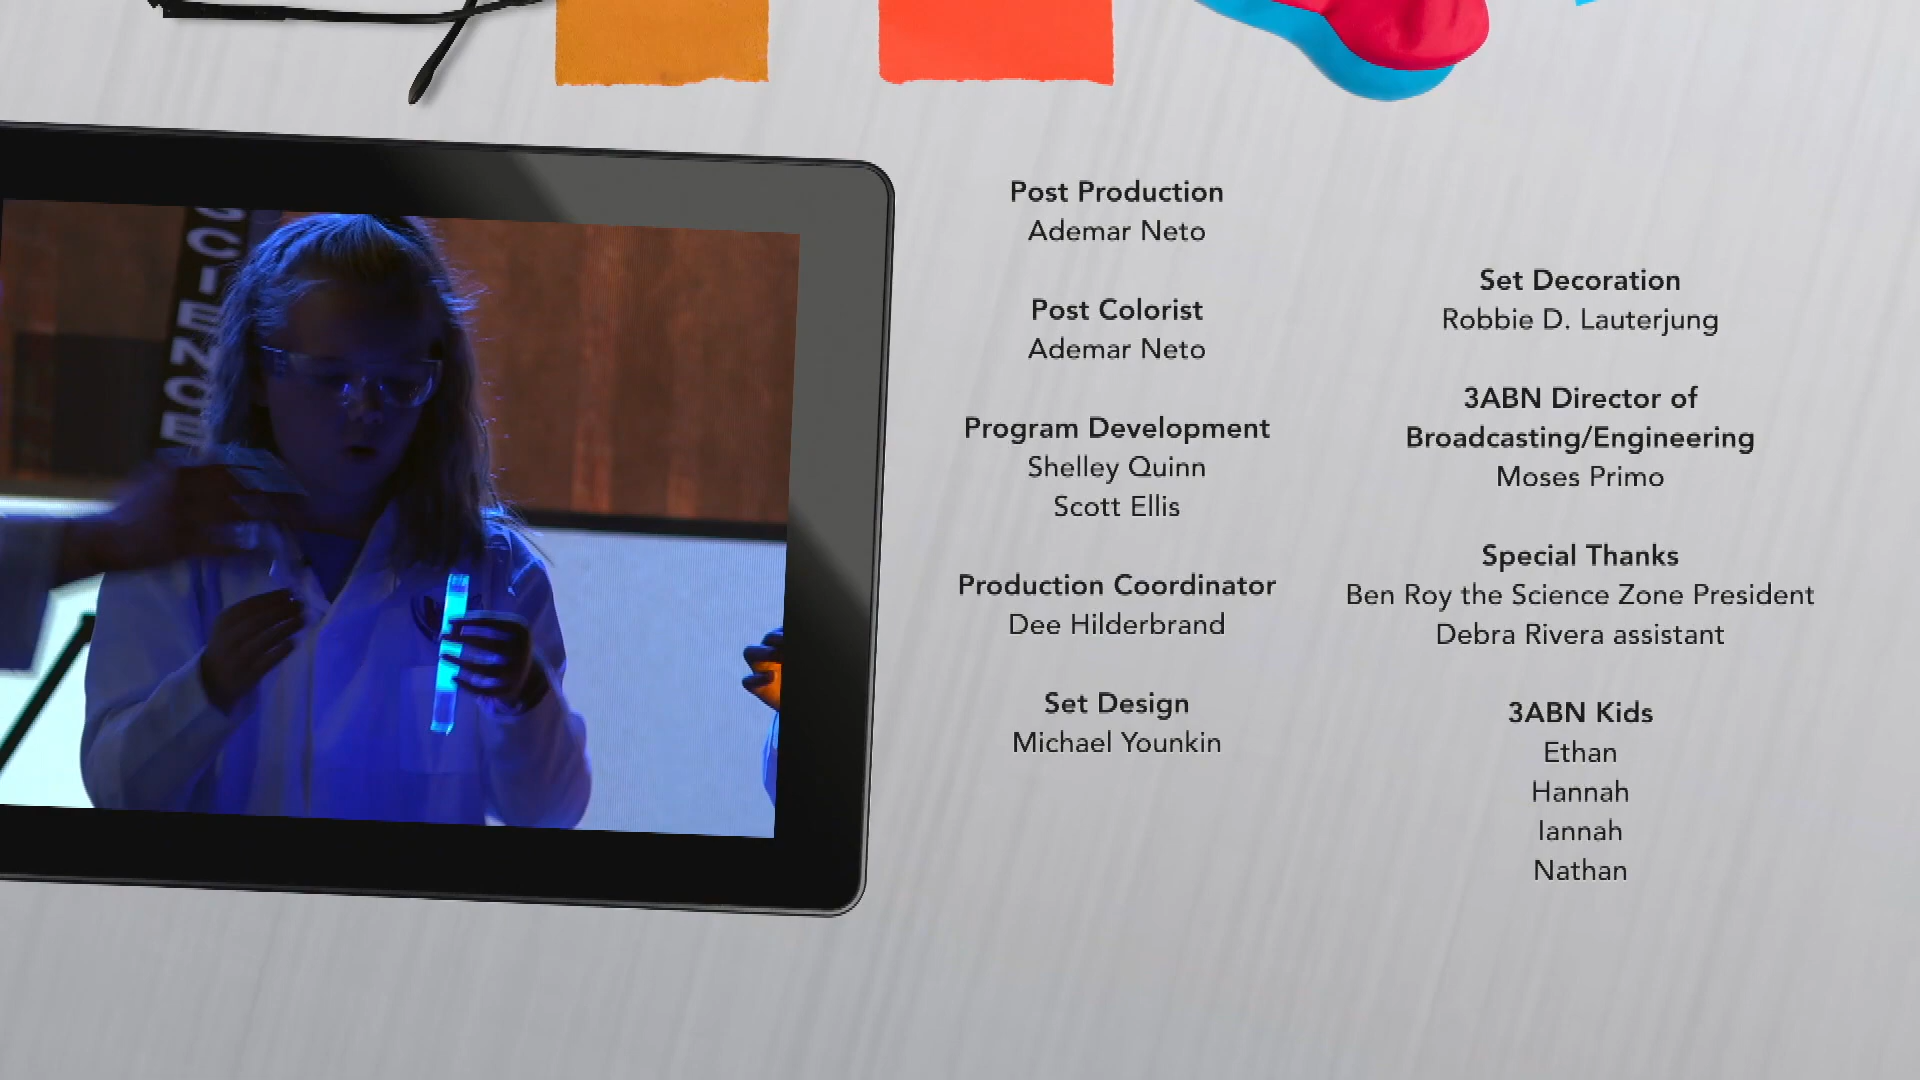 SCIENCE
Post Production
Ademar Neto
Post Colorist
Ademar Neto
Program Development
Shelley Quinn
Scott Ellis
Production Coordinator
Dee Hilderbrand
Set Design
Michael Younkin
Set Decoration
Robbie D. Lauterjung
3ABN Director of
Broadcasting/Engineering
Moses Primo
Special Thanks
Ben Roy the Science Zone President
Debra Rivera assistant
3ABN Kids
Ethan
Hannah
Iannah
Nathan